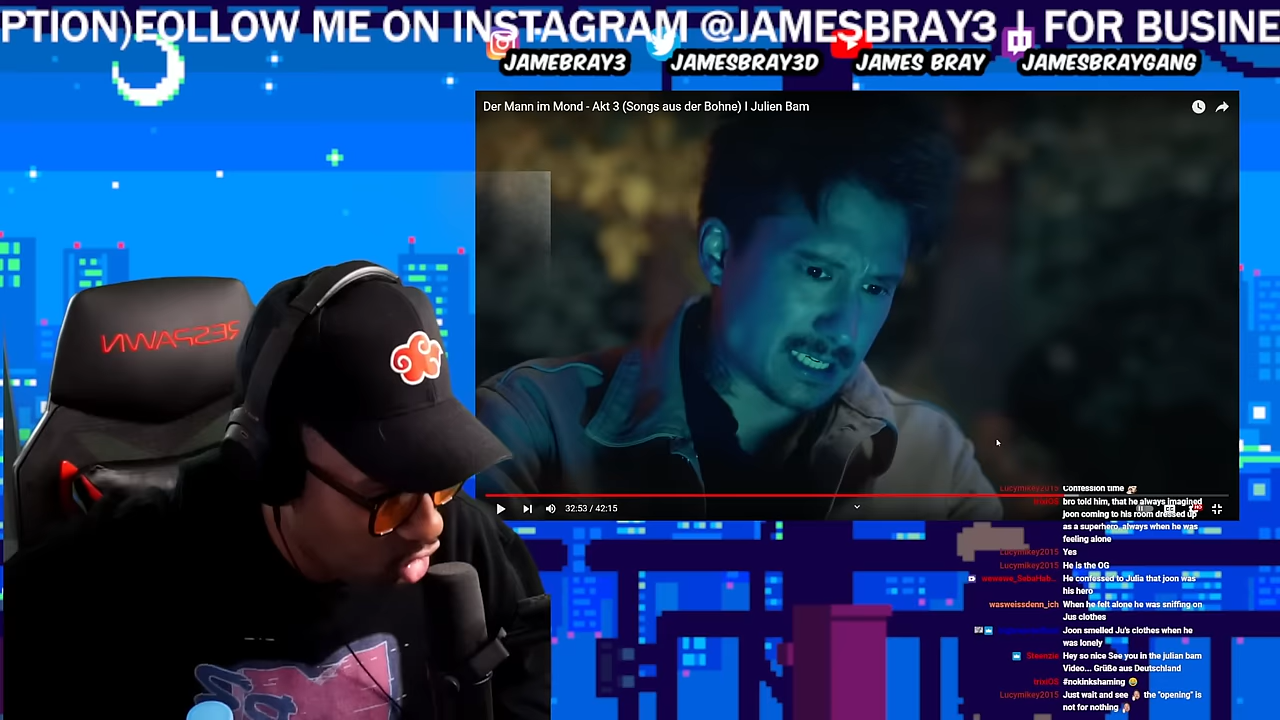 PTION)FOLLOW ME ON INSTAGRAM @JAMESBRAY3 | FOR BUSINE
JAMEBRAY3
JAMESBRAY3D
JAMES BRAY
JAMESBRAYGANG
Der Mann im Mond - Akt 3 (Songs aus der Bohne) I Julien Bam
RESPAWN
32:53 / 42:15
Lucymikey2015 Confession time
bro told him, that he always imagined
joon coming to his room dressed up
as a superhero, always when he was
feeling alone
Lucymikey2015 Yes
Lucymikey2015 He is the OG
He confessed to Julia that joon was
his hero
wasweissdenn_ich When he felt alone he was sniffing on
Jus clothes
Joon smelled Ju's clothes when he
was lonely
Steenzie Hey so nice See you in the julian bam
Video... Grüße aus Deutschland
#nokinkshaming
Lucymikey2015 Just wait and see the "opening" is
not for nothing